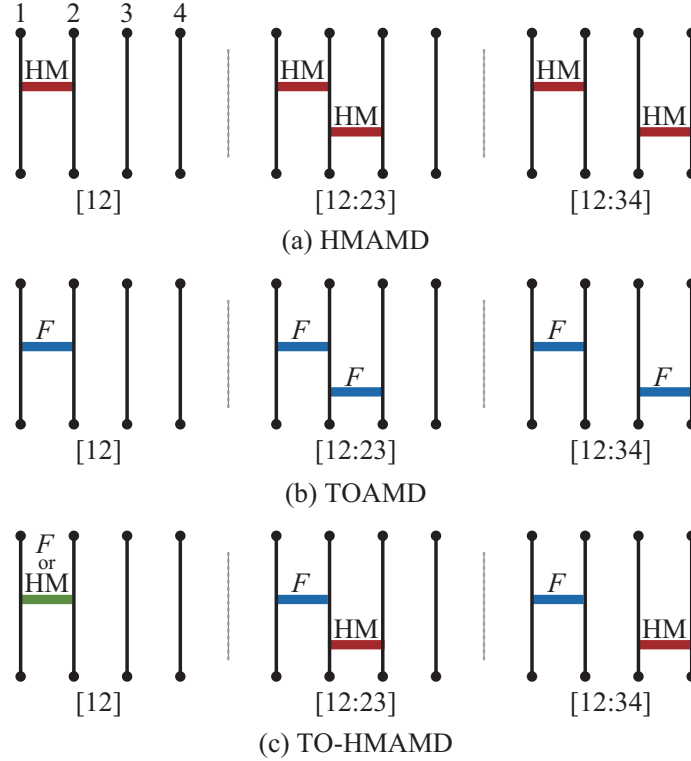 1 2 3 4
HM HM HM
HM HM
[12] [12:23] [12:34]
(a) HMAMD
F F F
F F
[12] [12:23] [12:34]
(b) TOAMD
F
or
HM F F
HM HM
[12] [12:23] [12:34]
(c) TO-HMAMD